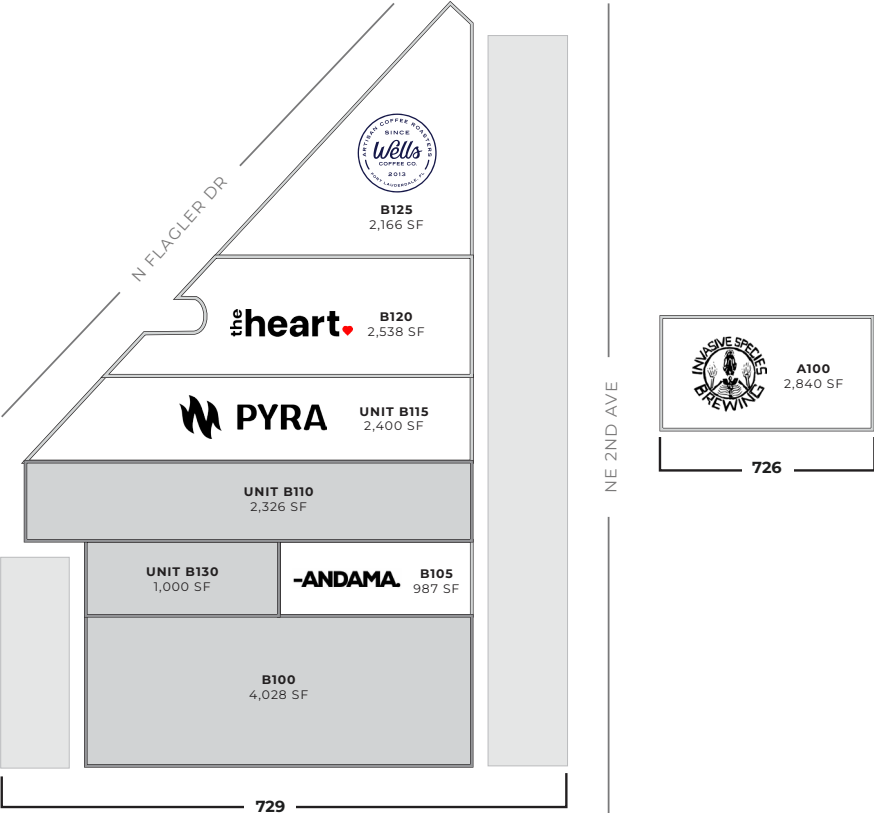 N FLAGLER DR
ARTISAN COFFEE ROASTERS
SINCE
Wells
COFFEE CO.
2013
FORT LAUDERDALE, FL
B125
2,166 SF
the heart.
B120
2,538 SF
PYRA
UNIT B115
2,400 SF
UNIT B110
2,326 SF
UNIT B130
1,000 SF
-ANDAMA.
B105
987 SF
B100
4,028 SF
729
NE 2ND AVE
INVASIVE SPECIES
BREWING
A100
2,840 SF
726